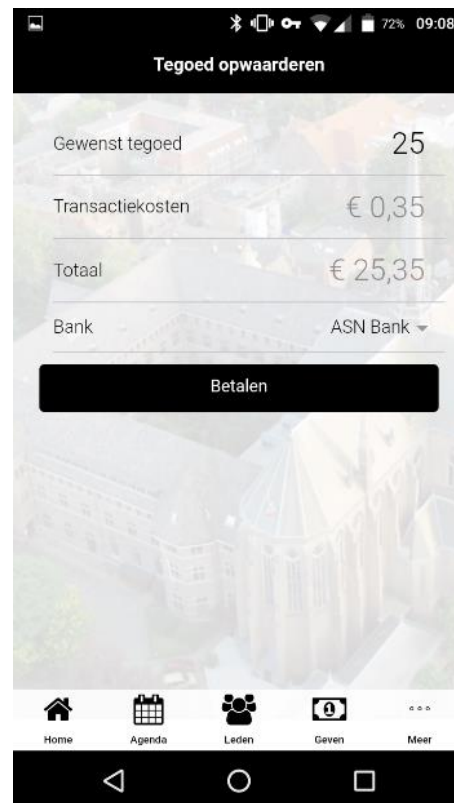 72% 09:08
Tegoed opwaarderen
Gewenst tegoed 25
Transactiekosten € 0,35
Totaal € 25,35
Bank ASN Bank
Betalen
Home Agenda Leden Geven Meer